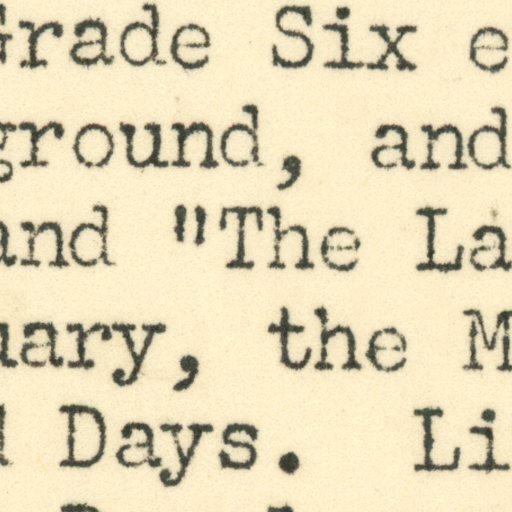 Grade Six e
ground, and
and "The La
uary, the M
d Days. Li